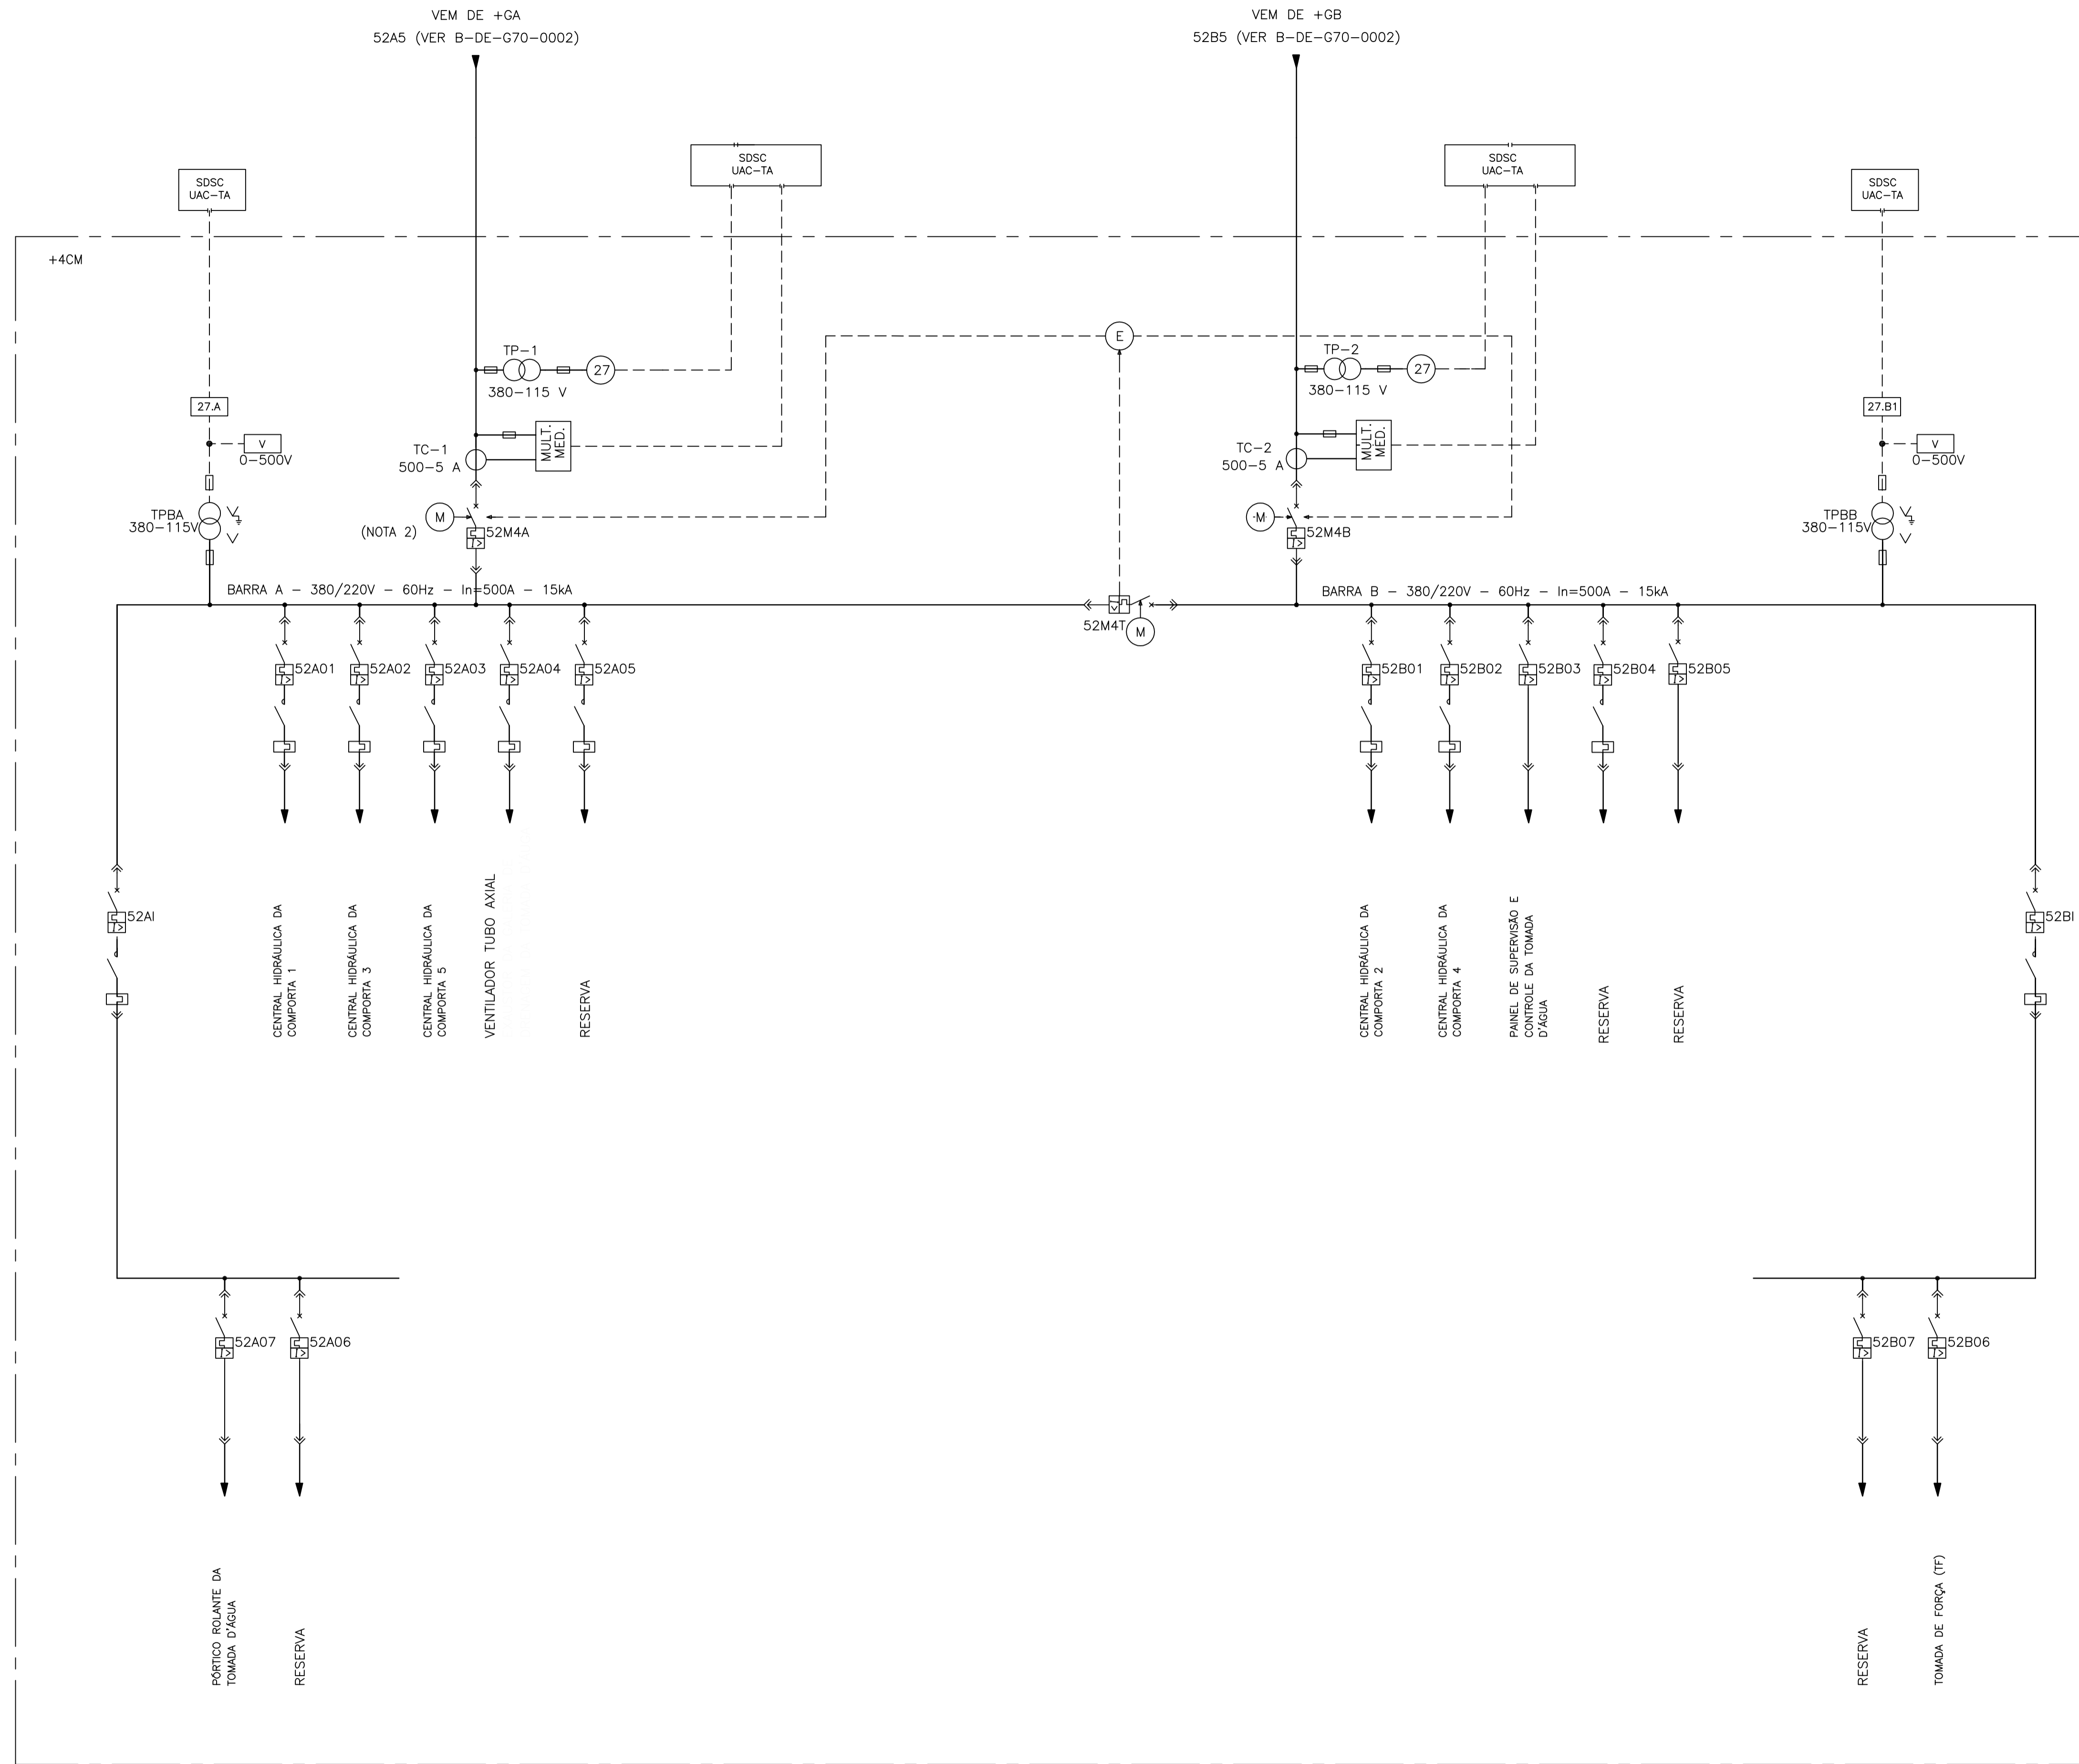 VEM DE +GA
52A5 (VER B-DE-G70-0002)
VEM DE +GB
52B5 (VER B-DE-G70-0002)
SDSC
UAC-TA
SDSC
UAC-TA
SDSC
UAC-TA
SDSC
UAC-TA
+4CM
E
TP-1
27
380-115 V
TP-2
27
380-115 V
27.A
27.B1
V
0-500V
V
0-500V
TC-1
500-5 A
MULT.
MED.
TC-2
500-5 A
MULT.
MED.
TPBA
380-115V
TPBB
380-115V
M
(NOTA 2)
52M4A
M
52M4B
BARRA A - 380/220V - 60Hz - In=500A - 15kA
BARRA B - 380/220V - 60Hz - In=500A - 15kA
52M4T
M
52A01
52A02
52A03
52A04
52A05
52B01
52B02
52B03
52B04
52B05
52AI
52BI
CENTRAL HIDRÁULICA DA
COMPORTA 1
CENTRAL HIDRÁULICA DA
COMPORTA 3
CENTRAL HIDRÁULICA DA
COMPORTA 5
VENTILADOR TUBO AXIAL
RESERVA
CENTRAL HIDRÁULICA DA
COMPORTA 2
CENTRAL HIDRÁULICA DA
COMPORTA 4
PAINEL DE SUPERVISÃO E
CONTROLE DA TOMADA
D'ÁGUA
RESERVA
RESERVA
52A07
52A06
52B07
52B06
PÓRTICO ROLANTE DA
TOMADA D'ÁGUA
RESERVA
RESERVA
TOMADA DE FORÇA (TF)